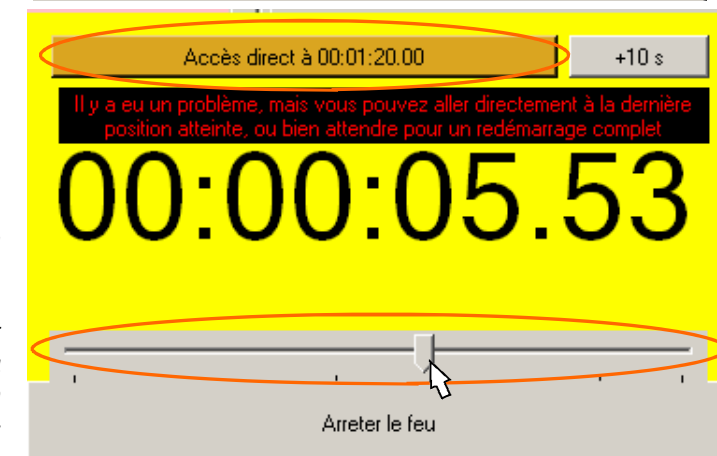 Accès direct à 00:01:20.00
+10 s
Il y a eu un problème, mais vous pouvez aller directement à la dernière
position atteinte, ou bien attendre pour un redémarrage complet
00:00:05.53
Arreter le feu